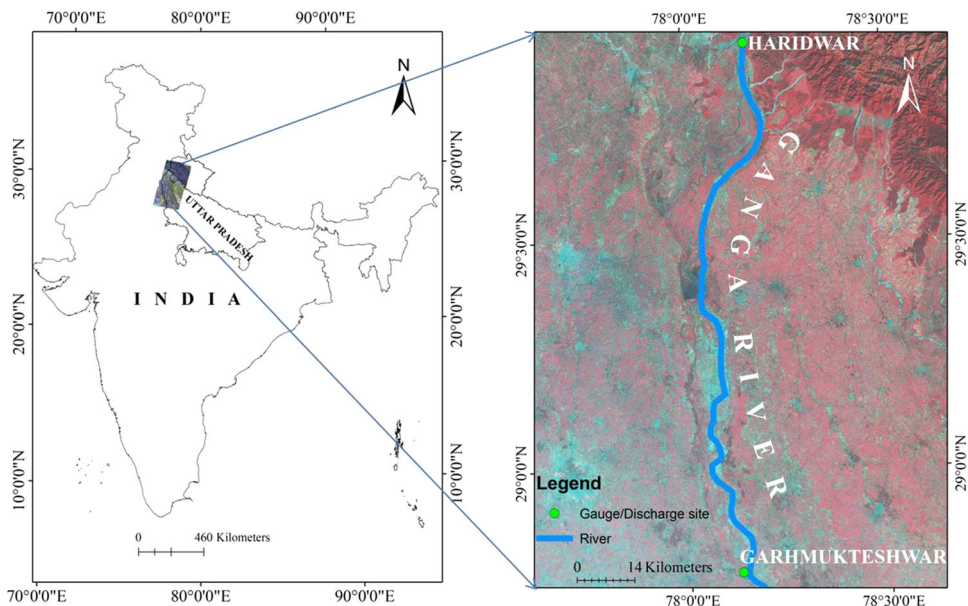 70°0'0"E 80°0'0"E 90°0'0"E
N
30°0'0"N
30°0'0"N
20°0'0"N
20°0'0"N
10°0'0"N
10°0'0"N
UTTAR PRADESH
INDIA
0 460 Kilometers
70°0'0"E 80°0'0"E 90°0'0"E
78°0'0"E 78°30'0"E
HARIDWAR
N
GANGA RIVER
29°30'0"N
29°30'0"N
29°0'0"N
29°0'0"N
Legend
Gauge/Discharge site
River
GARHMUKTESHWAR
0 14 Kilometers
78°0'0"E 78°30'0"E